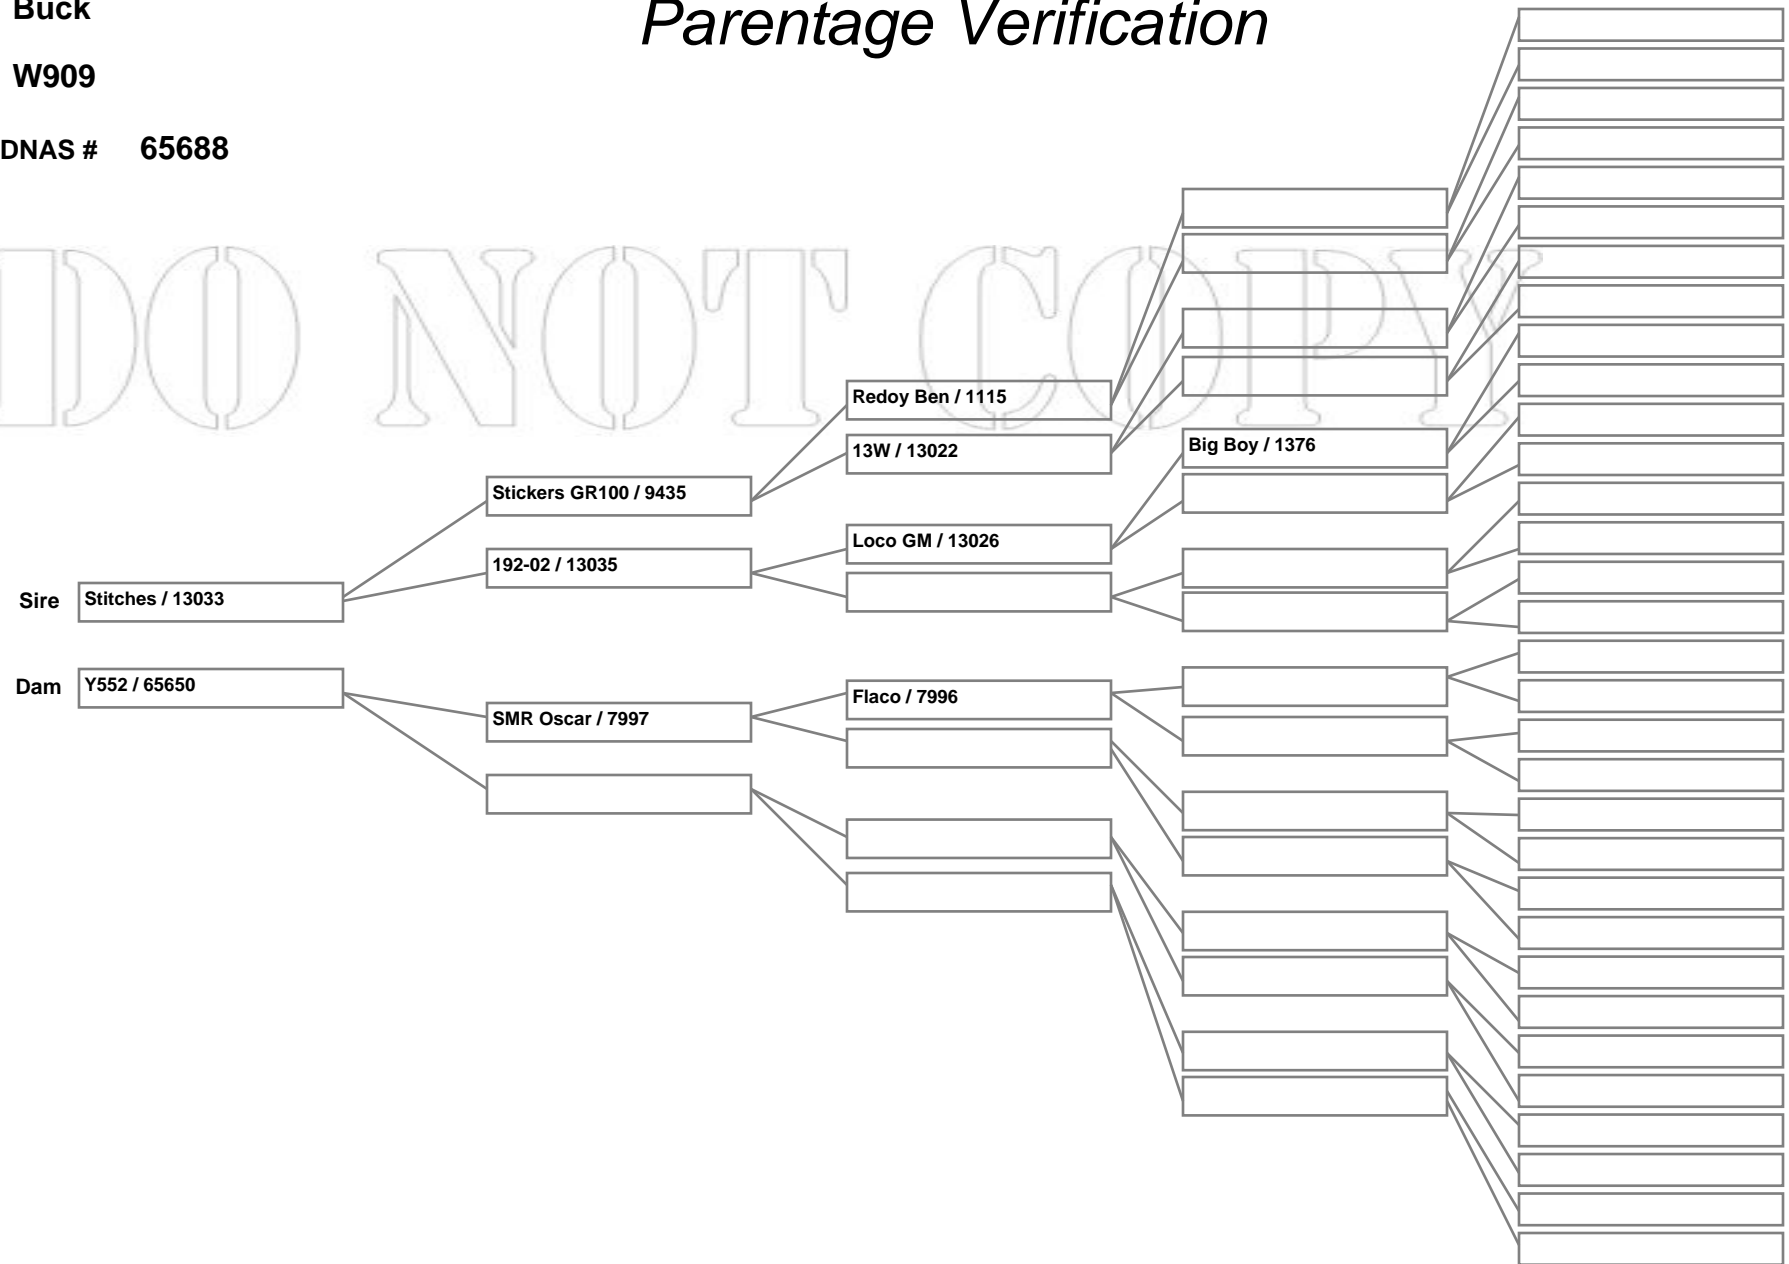 Buck
Parentage Verification
W909
DNAS # 65688
DO NOT COPY
Redoy Ben / 1115
13W / 13022
Big Boy / 1376
Stickers GR100 / 9435
Loco GM / 13026
192-02 / 13035
Sire Stitches / 13033
Dam Y552 / 65650
Flaco / 7996
SMR Oscar / 7997